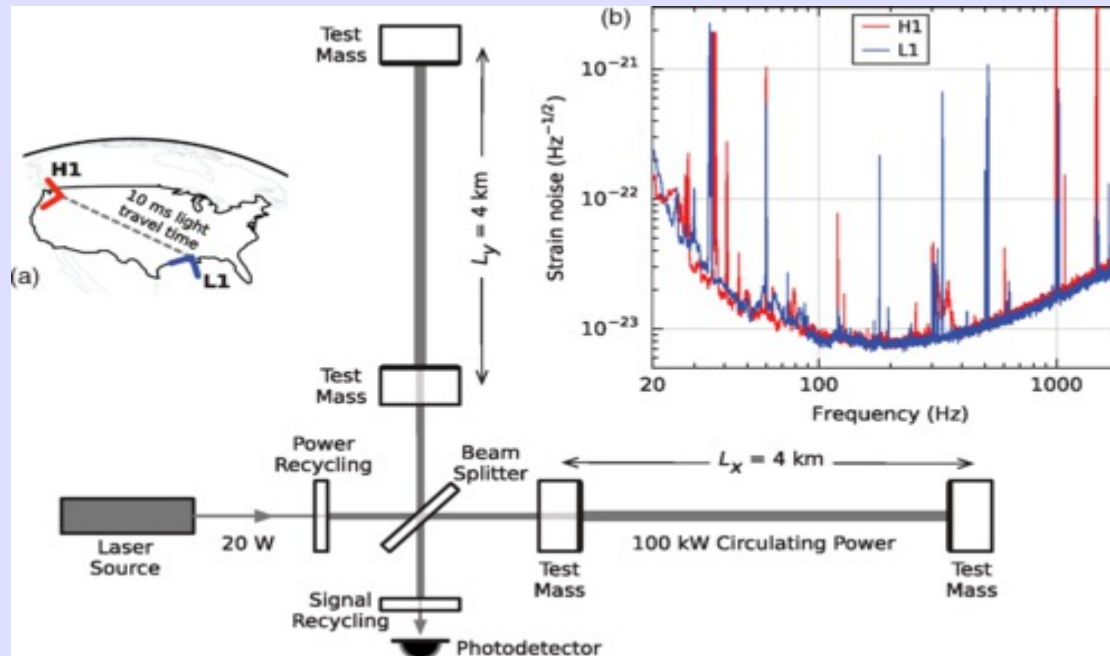 Test
Mass
(b)
H1
L1
10⁻²¹
10⁻²²
10⁻²³
Strain noise (Hz⁻¹/²)
20
100
1000
Frequency (Hz)
H1
10 ms light
travel time
L1
(a)
Ly = 4 km
Test
Mass
Power
Recycling
Beam
Splitter
Lx = 4 km
Laser
Source
20 W
100 kW Circulating Power
Test
Mass
Test
Mass
Signal
Recycling
Photodetector